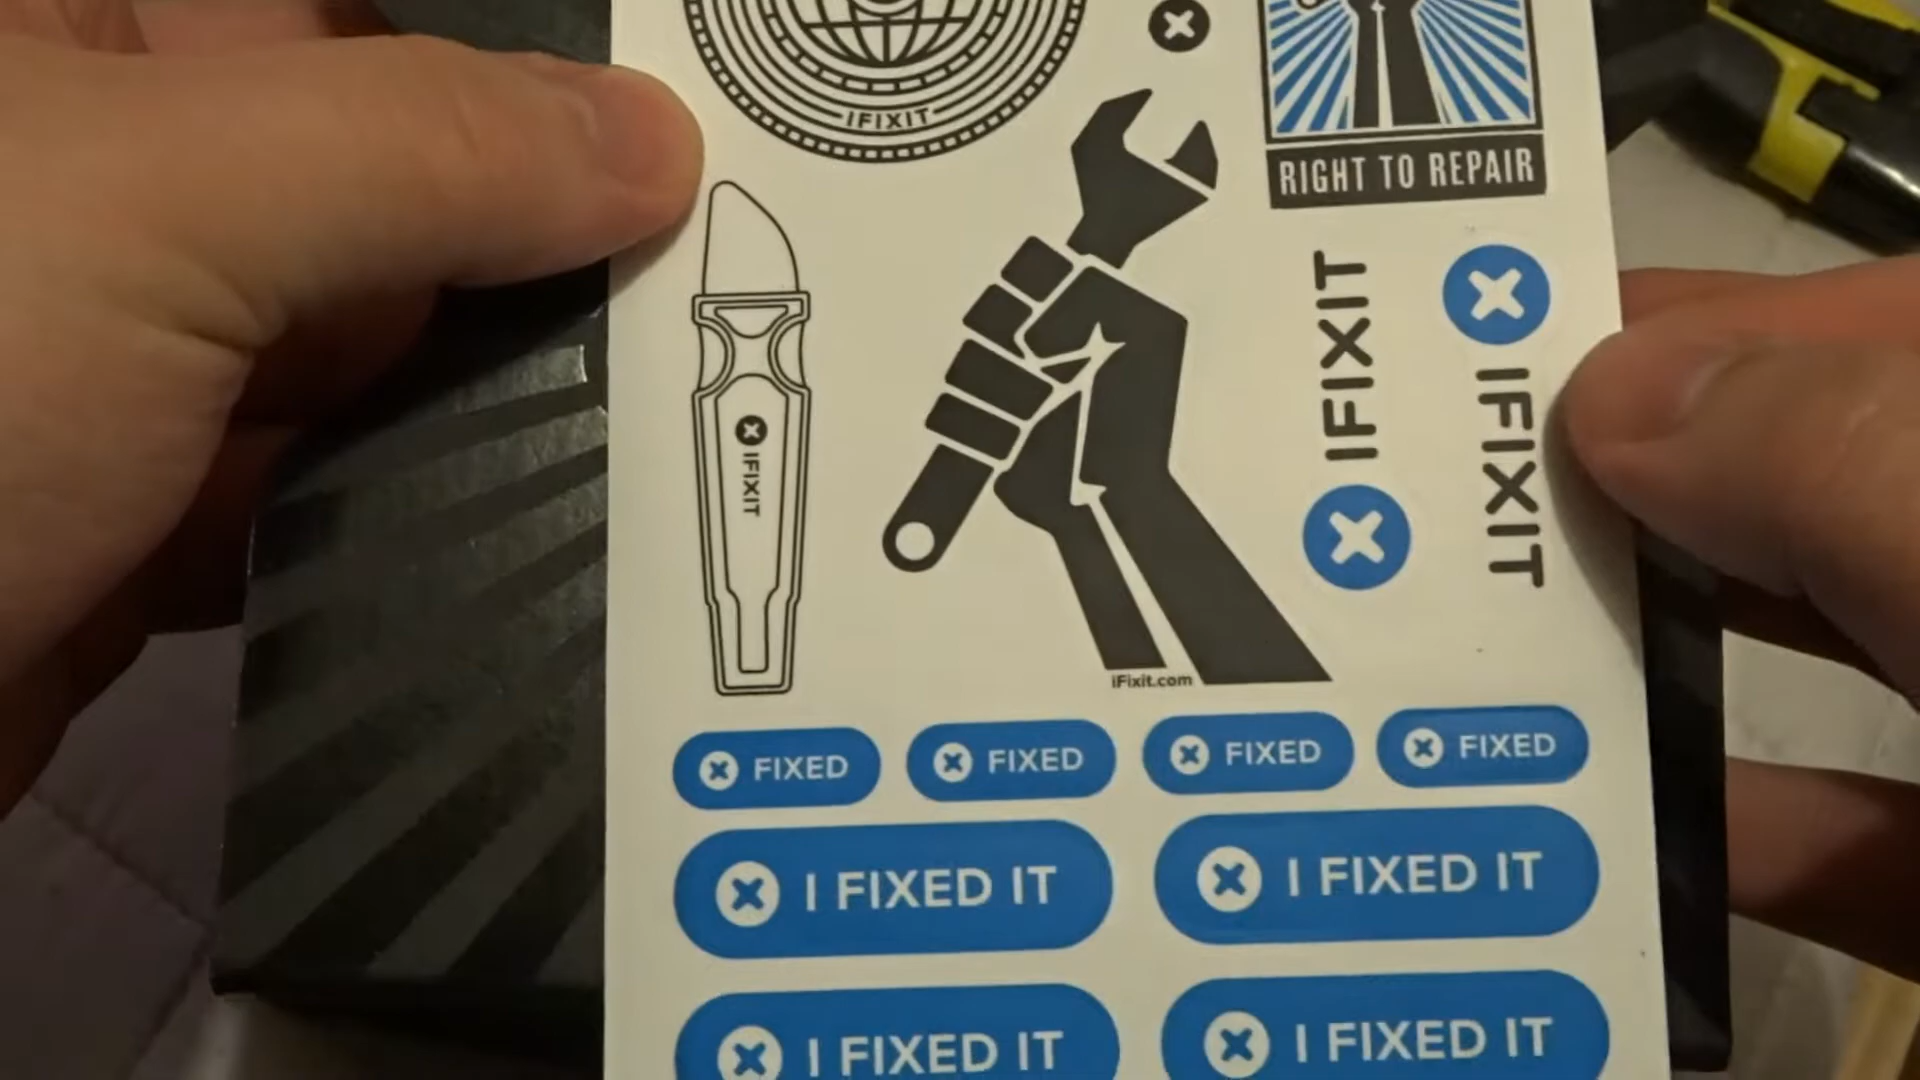 IFIXIT
RIGHT TO REPAIR
IFIXIT
IFIXIT
IFIXIT
iFixit.com
FIXED
FIXED
FIXED
FIXED
I FIXED IT
I FIXED IT
I FIXED IT
I FIXED IT